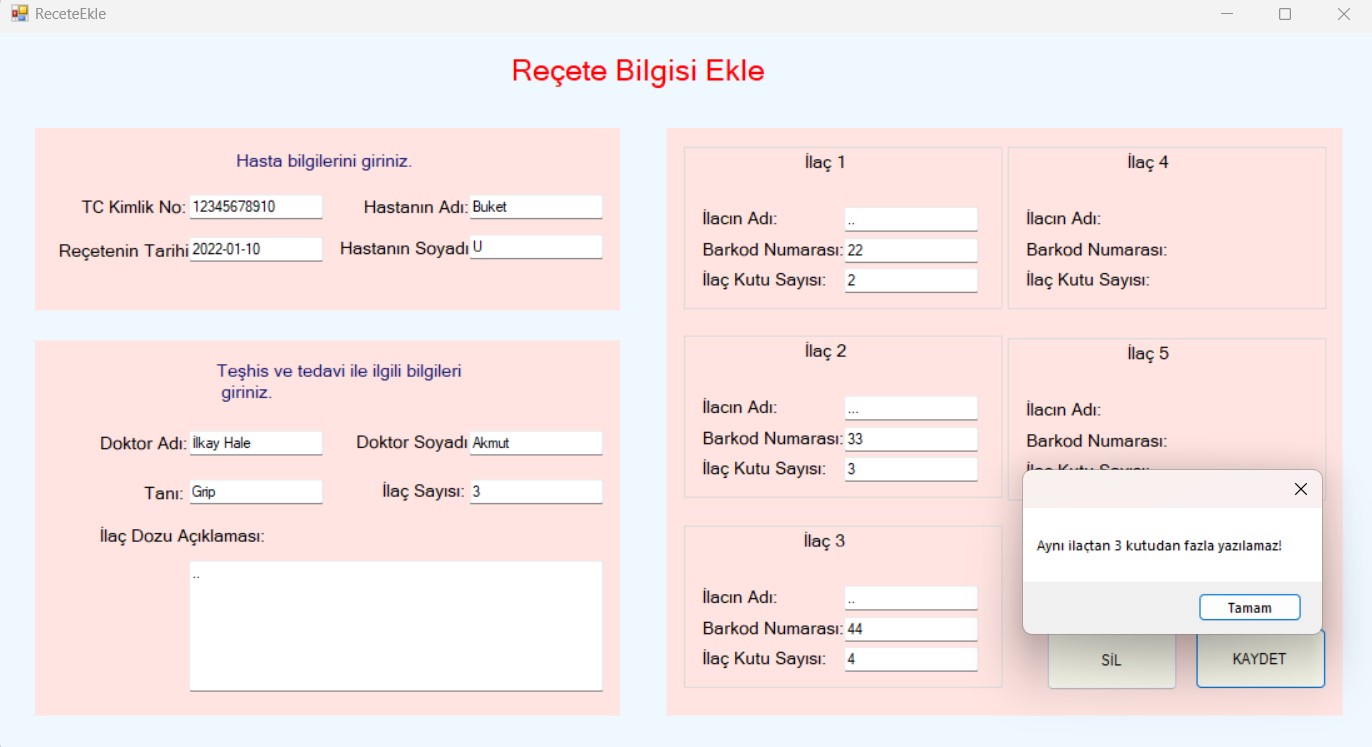 ReceteEkle
Reçete Bilgisi Ekle
Hasta bilgilerini giriniz.
TC Kimlik No: 12345678910 Hastanın Adı: Buket
Reçetenin Tarihi 2022-01-10 Hastanın Soyadı U
Teşhis ve tedavi ile ilgili bilgileri
giriniz.
Doktor Adı: İlkay Hale Doktor Soyadı Akmut
Tanı: Grip İlaç Sayısı: 3
İlaç Dozu Açıklaması:
..
İlaç 1
İlacın Adı: ..
Barkod Numarası: 22
İlaç Kutu Sayısı: 2
İlaç 2
İlacın Adı: ...
Barkod Numarası: 33
İlaç Kutu Sayısı: 3
İlaç 3
İlacın Adı: ..
Barkod Numarası: 44
İlaç Kutu Sayısı: 4
İlaç 4
İlacın Adı:
Barkod Numarası:
İlaç Kutu Sayısı:
İlaç 5
İlacın Adı:
Barkod Numarası:
Aynı ilaçtan 3 kutudan fazla yazılamaz!
Tamam
SİL
KAYDET